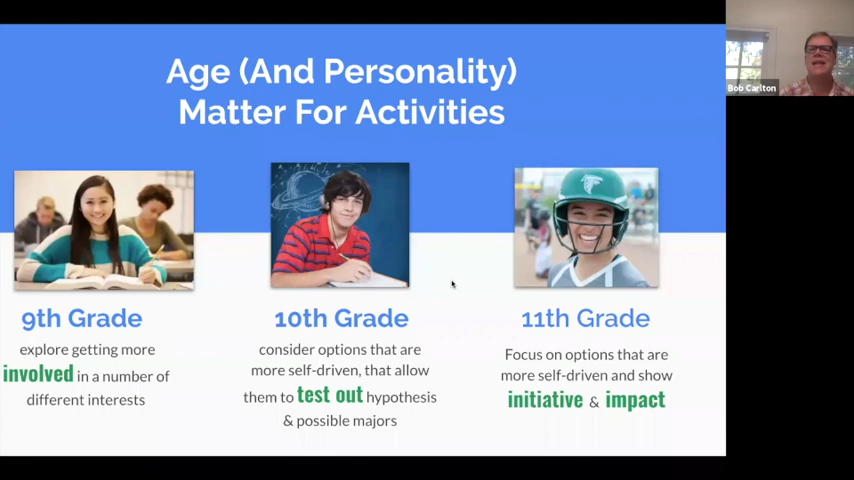 Age (And Personality)
Matter For Activities
Bob Carlton
9th Grade
explore getting more
involved in a number of
different interests
10th Grade
consider options that are
more self-driven, that allow
them to test out hypothesis
& possible majors
11th Grade
Focus on options that are
more self-driven and show
initiative & impact